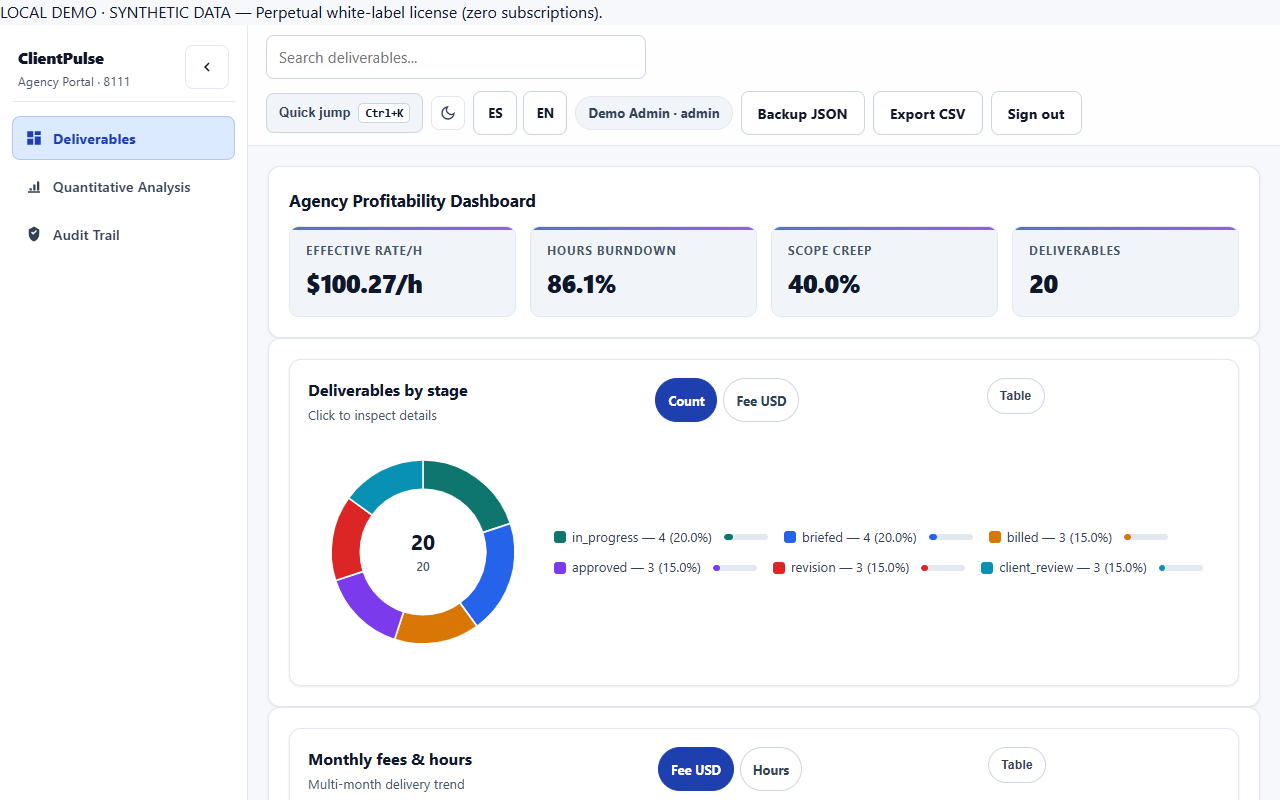 LOCAL DEMO · SYNTHETIC DATA — Perpetual white-label license (zero subscriptions).
ClientPulse
Agency Portal · 8111
Deliverables
Quantitative Analysis
Audit Trail
Search deliverables...
Quick jump Ctrl+K
ES
EN
Demo Admin · admin
Backup JSON
Export CSV
Sign out
Agency Profitability Dashboard
EFFECTIVE RATE/H
$100.27/h
HOURS BURNDOWN
86.1%
SCOPE CREEP
40.0%
DELIVERABLES
20
Deliverables by stage
Click to inspect details
Count
Fee USD
Table
20
20
in_progress — 4 (20.0%)
briefed — 4 (20.0%)
billed — 3 (15.0%)
approved — 3 (15.0%)
revision — 3 (15.0%)
client_review — 3 (15.0%)
Monthly fees & hours
Multi-month delivery trend
Fee USD
Hours
Table